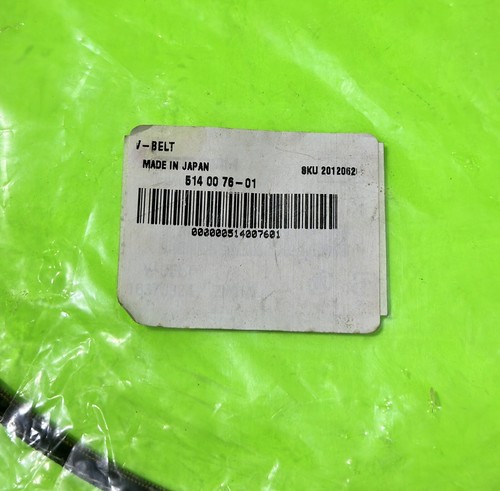 V-BELT
MADE IN JAPAN
SKU 2012062
514 00 76-01
000000514007601